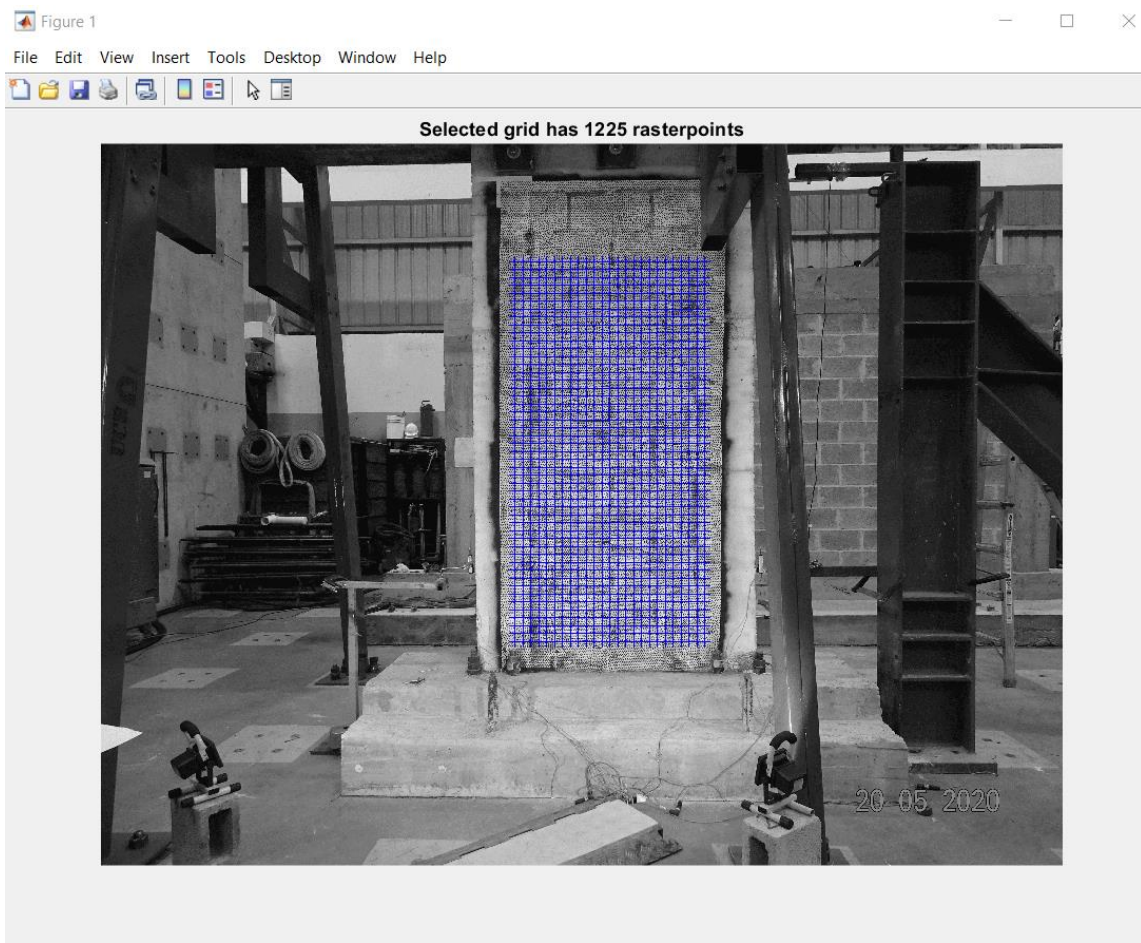 Figure 1
File Edit View Insert Tools Desktop Window Help
Selected grid has 1225 rasterpoints
20 05 2020